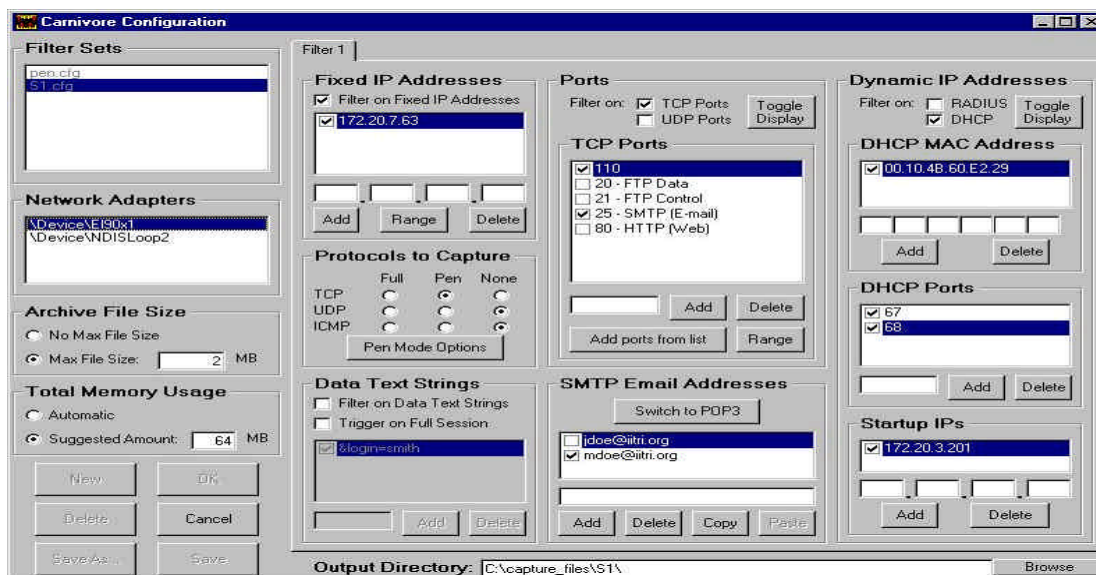 Carnivore Configuration
Filter Sets
pen.cfg
S1.cfg
Network Adapters
\Device\El90x1
\Device\NDISLoop2
Archive File Size
No Max File Size
Max File Size: 2 MB
Total Memory Usage
Automatic
Suggested Amount: 64 MB
New OK
Delete Cancel
Save As... Save
Filter 1
Fixed IP Addresses
Filter on Fixed IP Addresses
172.20.7.63
Add Range Delete
Protocols to Capture
Full Pen None
TCP
UDP
ICMP
Pen Mode Options
Data Text Strings
Filter on Data Text Strings
Trigger on Full Session
&login=smith
Add Delete
Ports
Filter on: TCP Ports
UDP Ports
Toggle Display
TCP Ports
110
20 - FTP Data
21 - FTP Control
25 - SMTP (E-mail)
80 - HTTP (Web)
Add Delete
Add ports from list Range
SMTP Email Addresses
Switch to POP3
jdoe@iitri.org
mdoe@iitri.org
Add Delete Copy Paste
Dynamic IP Addresses
Filter on: RADIUS
DHCP
Toggle Display
DHCP MAC Address
00.10.4B.60.E2.29
Add Delete
DHCP Ports
67
68
Add Delete
Startup IPs
172.20.3.201
Add Delete
Output Directory: C:\capture_files\S1\ Browse